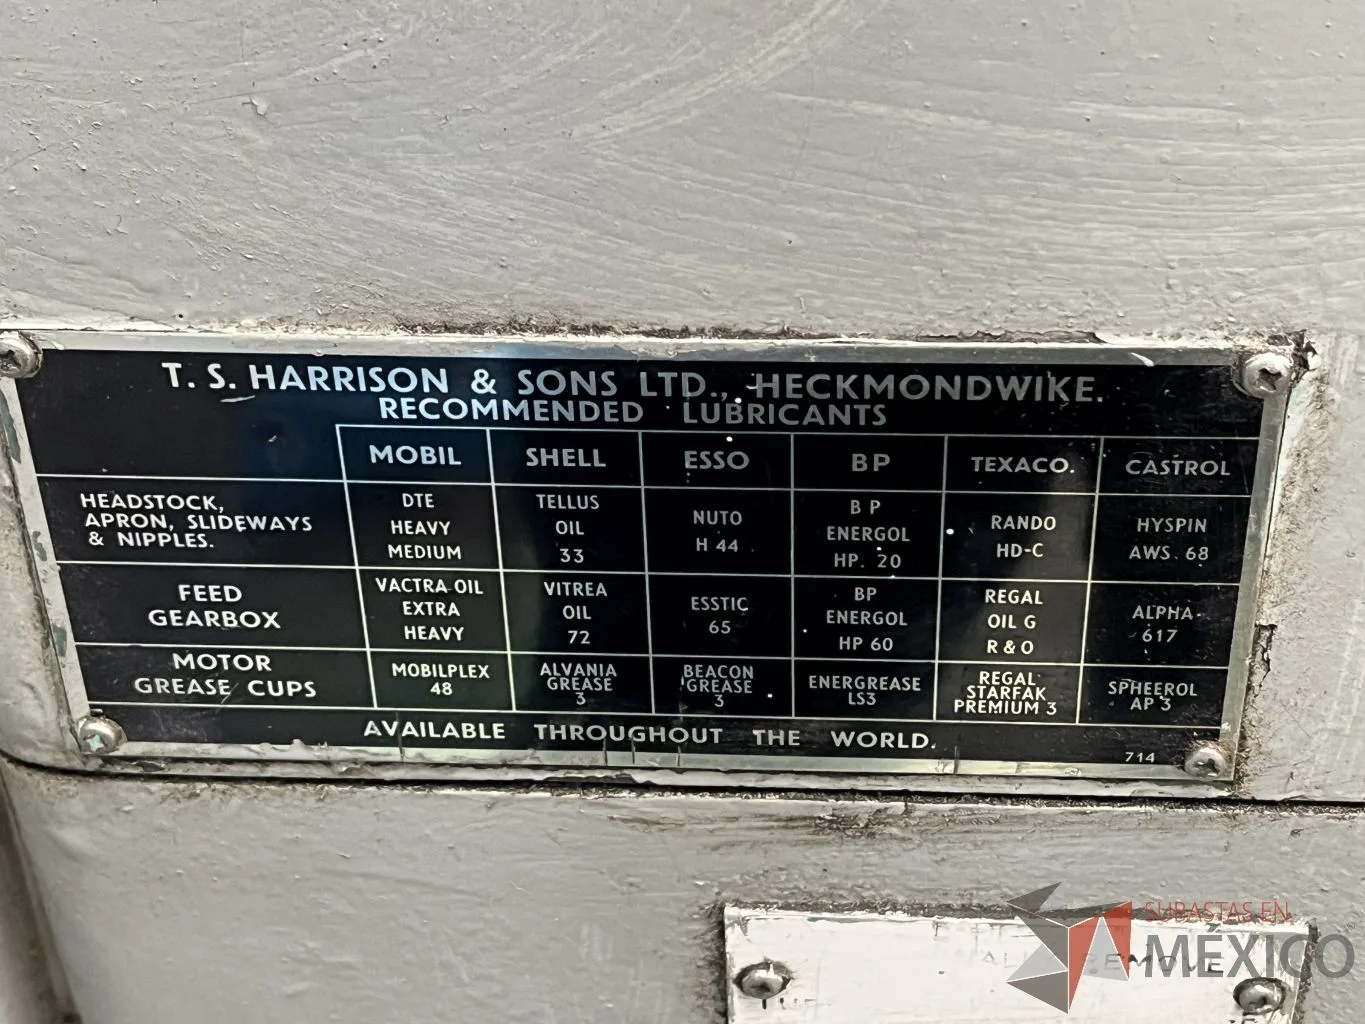 T. S. HARRISON & SONS LTD., HECKMONDWIKE.
RECOMMENDED LUBRICANTS
MOBIL SHELL ESSO BP TEXACO. CASTROL
HEADSTOCK,
APRON, SLIDEWAYS
& NIPPLES.
DTE
HEAVY
MEDIUM
TELLUS
OIL
33
NUTO
H 44
B P
ENERGOL
HP. 20
RANDO
HD-C
HYSPIN
AWS. 68
FEED
GEARBOX
VACTRA OIL
EXTRA
HEAVY
VITREA
OIL
72
ESSTIC
65
BP
ENERGOL
HP 60
REGAL
OIL G
R & O
ALPHA
617
MOTOR
GREASE CUPS
MOBILPLEX
48
ALVANIA
GREASE
3
BEACON
GREASE
3
ENERGREASE
LS3
REGAL
STARFAK
PREMIUM 3
SPHEEROL
AP 3
AVAILABLE THROUGHOUT THE WORLD.
714
REMOVE
SUBASTAS EN
MÉXICO